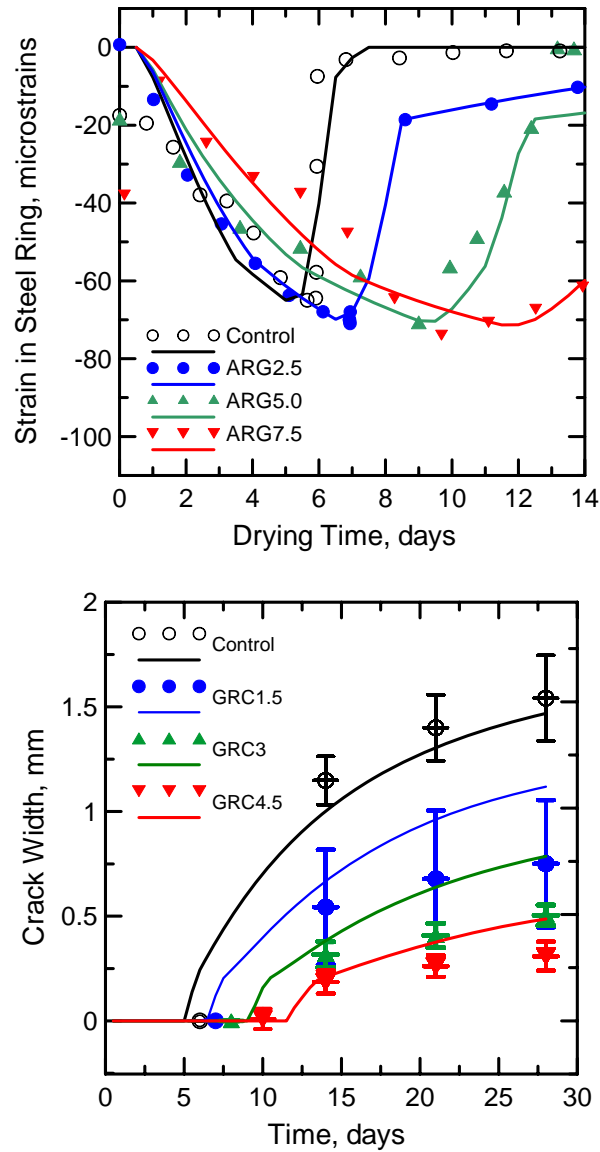 0
-20
-40
-60
-80
-100
Strain in Steel Ring, microstrains
Control
ARG2.5
ARG5.0
ARG7.5
0 2 4 6 8 10 12 14
Drying Time, days
2
1.5
1
0.5
0
Crack Width, mm
Control
GRC1.5
GRC3
GRC4.5
0 5 10 15 20 25 30
Time, days